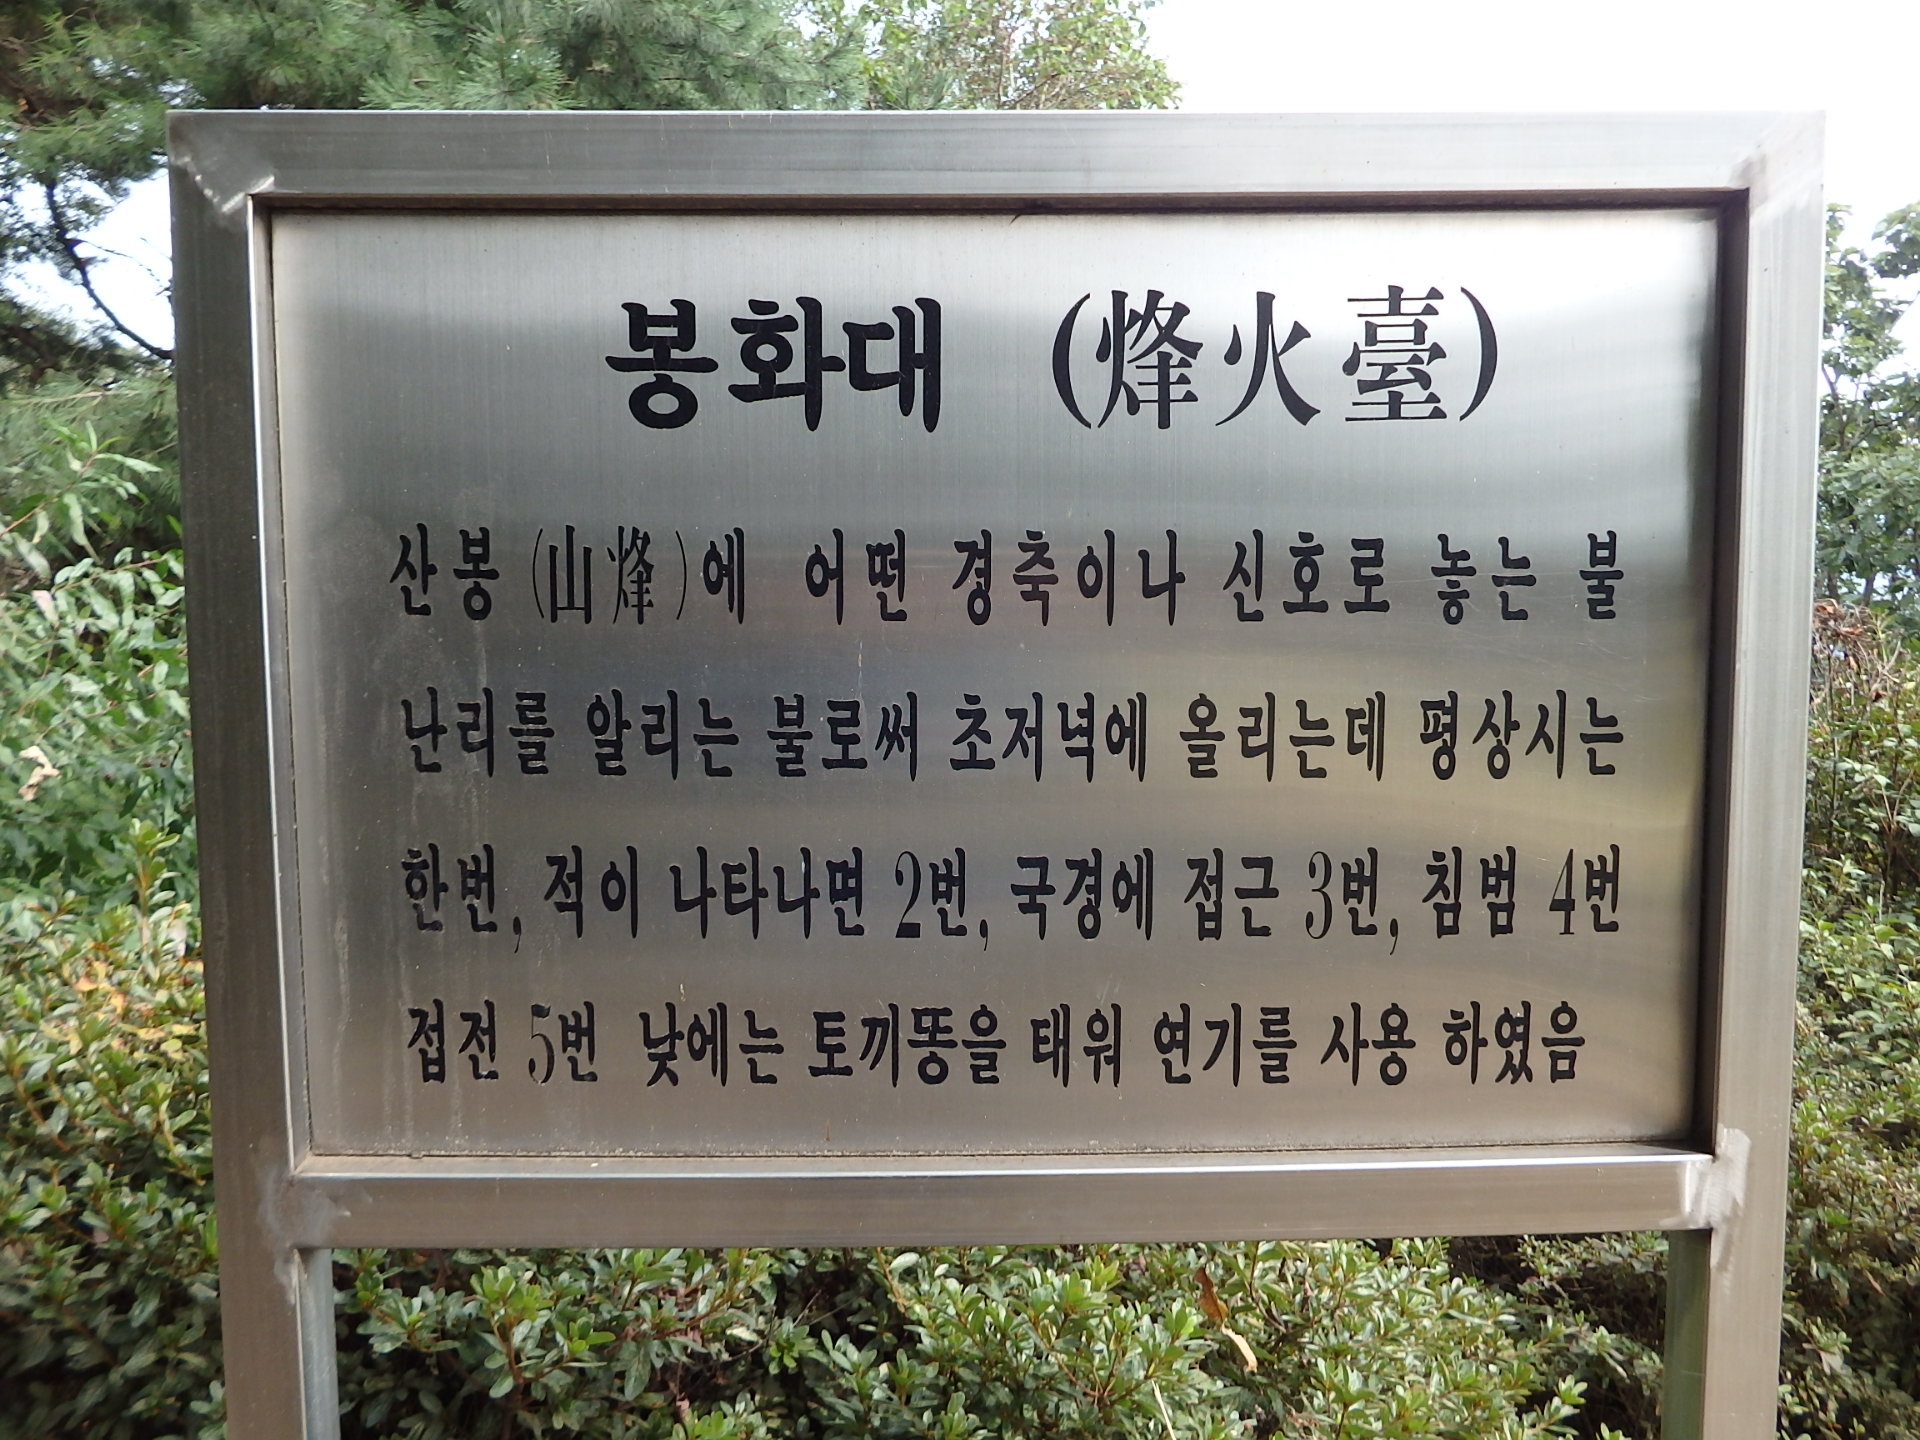 봉화대 (烽火臺)
산봉(山烽)에 어떤 경축이나 신호로 놓는 불
난리를 알리는 불로써 초저녁에 올리는데 평상시는
한번, 적이 나타나면 2번, 국경에 접근 3번, 침범 4번
접전 5번 낮에는 토끼똥을 태워 연기를 사용 하였음